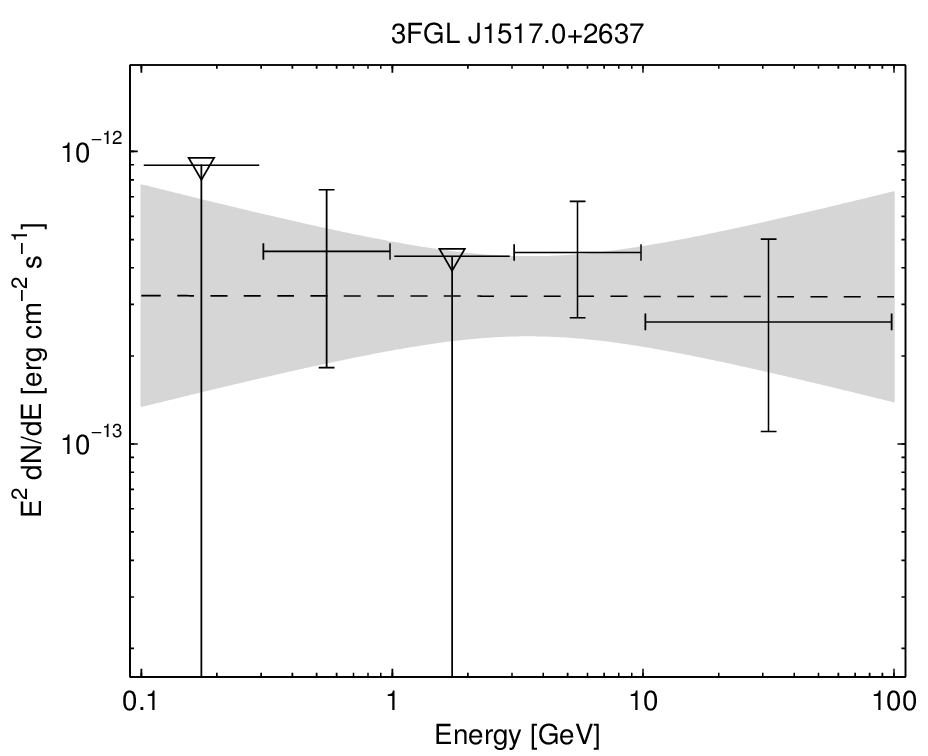 3FGL J1517.0+2637
10⁻¹²
10⁻¹³
E² dN/dE [erg cm⁻² s⁻¹]
0.1 1 10 100
Energy [GeV]